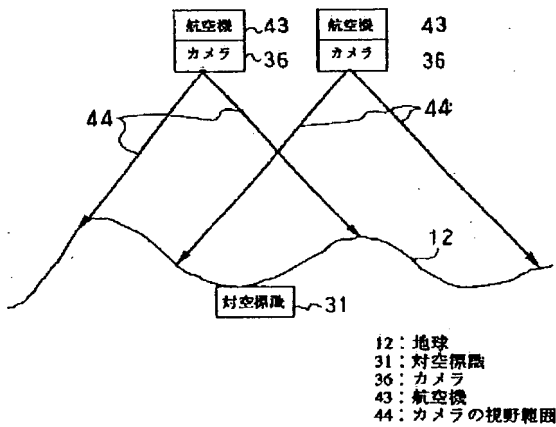 航空機 43 航空機 43
カメラ 36 カメラ 36
44 44 44
12
対空標識 31
12：地球
31：対空標識
36：カメラ
43：航空機
44：カメラの視野範囲